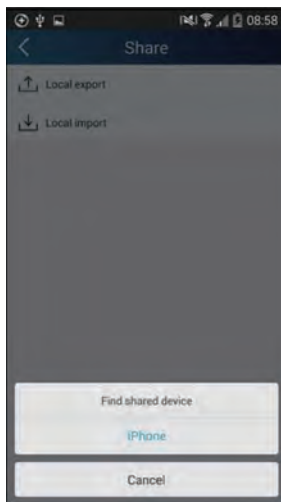 08:58
Share
Local export
Local import
Find shared device
iPhone
Cancel